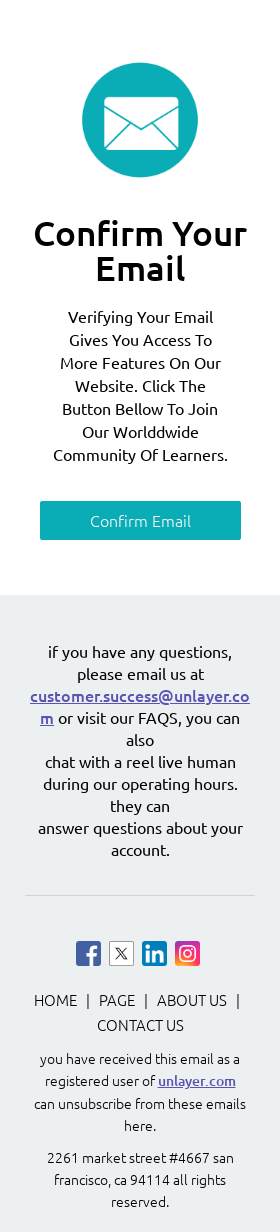 Confirm Your
Email
Verifying Your Email
Gives You Access To
More Features On Our
Website. Click The
Button Bellow To Join
Our Worlddwide
Community Of Learners.
Confirm Email
if you have any questions,
please email us at
customer.success@unlayer.co
m or visit our FAQS, you can
also
chat with a reel live human
during our operating hours.
they can
answer questions about your
account.
HOME | PAGE | ABOUT US |
CONTACT US
you have received this email as a
registered user of unlayer.com
can unsubscribe from these emails
here.
2261 market street #4667 san
francisco, ca 94114 all rights
reserved.